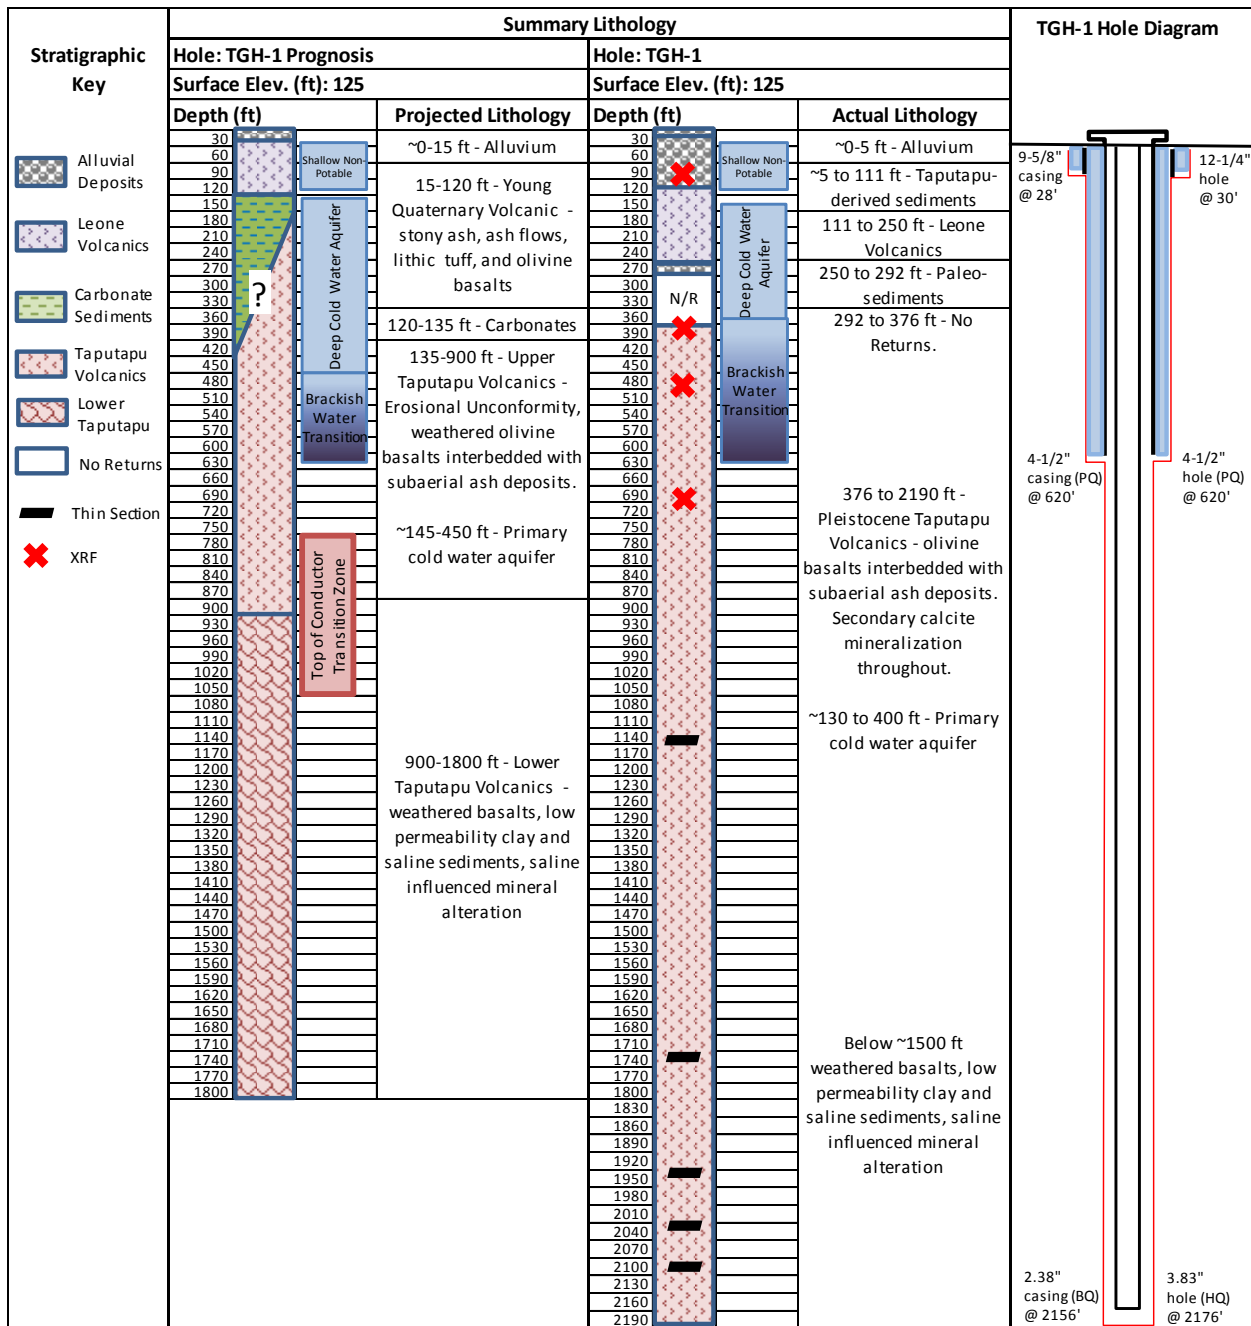 Summary Lithology
TGH-1 Hole Diagram
Stratigraphic
Key
Hole: TGH-1 Prognosis
Hole: TGH-1
Surface Elev. (ft): 125
Surface Elev. (ft): 125
Depth (ft)
Projected Lithology
Depth (ft)
Actual Lithology
Alluvial
Deposits
Leone
Volcanics
Carbonate
Sediments
Taputapu
Volcanics
Lower
Taputapu
No Returns
Thin Section
XRF
30
60
90
120
150
180
210
240
270
300
330
360
390
420
450
480
510
540
570
600
630
660
690
720
750
780
810
840
870
900
930
960
990
1020
1050
1080
1110
1140
1170
1200
1230
1260
1290
1320
1350
1380
1410
1440
1470
1500
1530
1560
1590
1620
1650
1680
1710
1740
1770
1800
?
Shallow Non-
Potable
Deep Cold Water Aquifer
Brackish
Water
Transition
Top of Conductor
Transition Zone
~0-15 ft - Alluvium
15-120 ft - Young
Quaternary Volcanic -
stony ash, ash flows,
lithic tuff, and olivine
basalts
120-135 ft - Carbonates
135-900 ft - Upper
Taputapu Volcanics -
Erosional Unconformity,
weathered olivine
basalts interbedded with
subaerial ash deposits.
~145-450 ft - Primary
cold water aquifer
900-1800 ft - Lower
Taputapu Volcanics -
weathered basalts, low
permeability clay and
saline sediments, saline
influenced mineral
alteration
30
60
90
120
150
180
210
240
270
300
330
360
390
420
450
480
510
540
570
600
630
660
690
720
750
780
810
840
870
900
930
960
990
1020
1050
1080
1110
1140
1170
1200
1230
1260
1290
1320
1350
1380
1410
1440
1470
1500
1530
1560
1590
1620
1650
1680
1710
1740
1770
1800
1830
1860
1890
1920
1950
1980
2010
2040
2070
2100
2130
2160
2190
N/R
Shallow Non-
Potable
Deep Cold Water
Aquifer
Brackish
Water
Transition
~0-5 ft - Alluvium
~5 to 111 ft - Taputapu-
derived sediments
111 to 250 ft - Leone
Volcanics
250 to 292 ft - Paleo-
sediments
292 to 376 ft - No
Returns.
376 to 2190 ft -
Pleistocene Taputapu
Volcanics - olivine
basalts interbedded with
subaerial ash deposits.
Secondary calcite
mineralization
throughout.
~130 to 400 ft - Primary
cold water aquifer
Below ~1500 ft
weathered basalts, low
permeability clay and
saline sediments, saline
influenced mineral
alteration
9-5/8"
casing
@ 28'
12-1/4"
hole
@ 30'
4-1/2"
casing (PQ)
@ 620'
4-1/2"
hole (PQ)
@ 620'
2.38"
casing (BQ)
@ 2156'
3.83"
hole (HQ)
@ 2176'